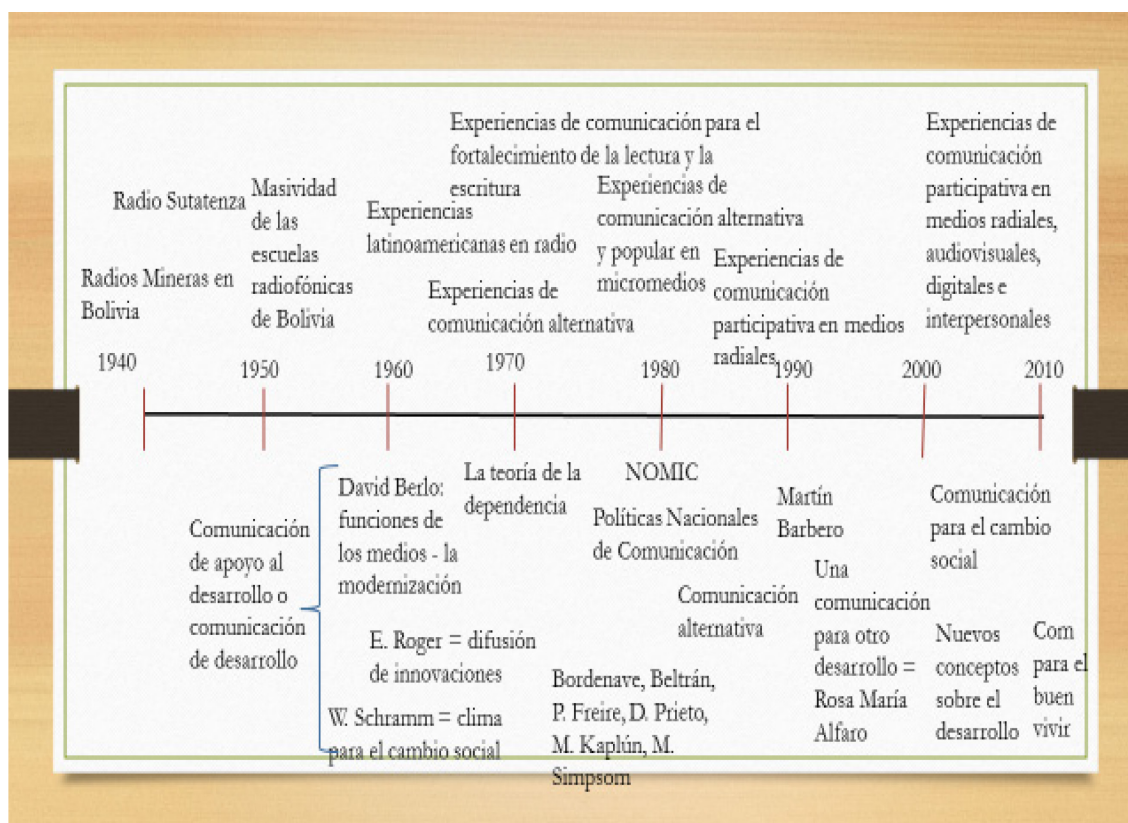 Experiencias de comunicación para el
fortalecimiento de la lectura y la
escritura
Experiencias de
comunicación
participativa en
medios radiales,
audiovisuales,
digitales e
interpersonales
Radio Sutatenza
Masividad
de las
escuelas
radiofónicas
de Bolivia
Experiencias
latinoamericanas en radio
Experiencias de
comunicación alternativa
y popular en
micromedios
Radios Mineras en
Bolivia
Experiencias de
comunicación alternativa
Experiencias de
comunicación
participativa en medios
radiales
1940
1950
1960
1970
1980
1990
2000
2010
Comunicación
de apoyo al
desarrollo o
comunicación
de desarrollo
David Berlo:
funciones de
los medios - la
modernización
E. Roger = difusión
de innovaciones
W. Schramm = clima
para el cambio social
La teoría de la
dependencia
NOMIC
Políticas Nacionales
de Comunicación
Comunicación
alternativa
Bordenave, Beltrán,
P. Freire, D. Prieto,
M. Kaplún, M.
Simpsom
Martín
Barbero
Una
comunicación
para otro
desarrollo =
Rosa María
Alfaro
Comunicación
para el cambio
social
Nuevos
conceptos
sobre el
desarrollo
Com
para el
buen
vivir